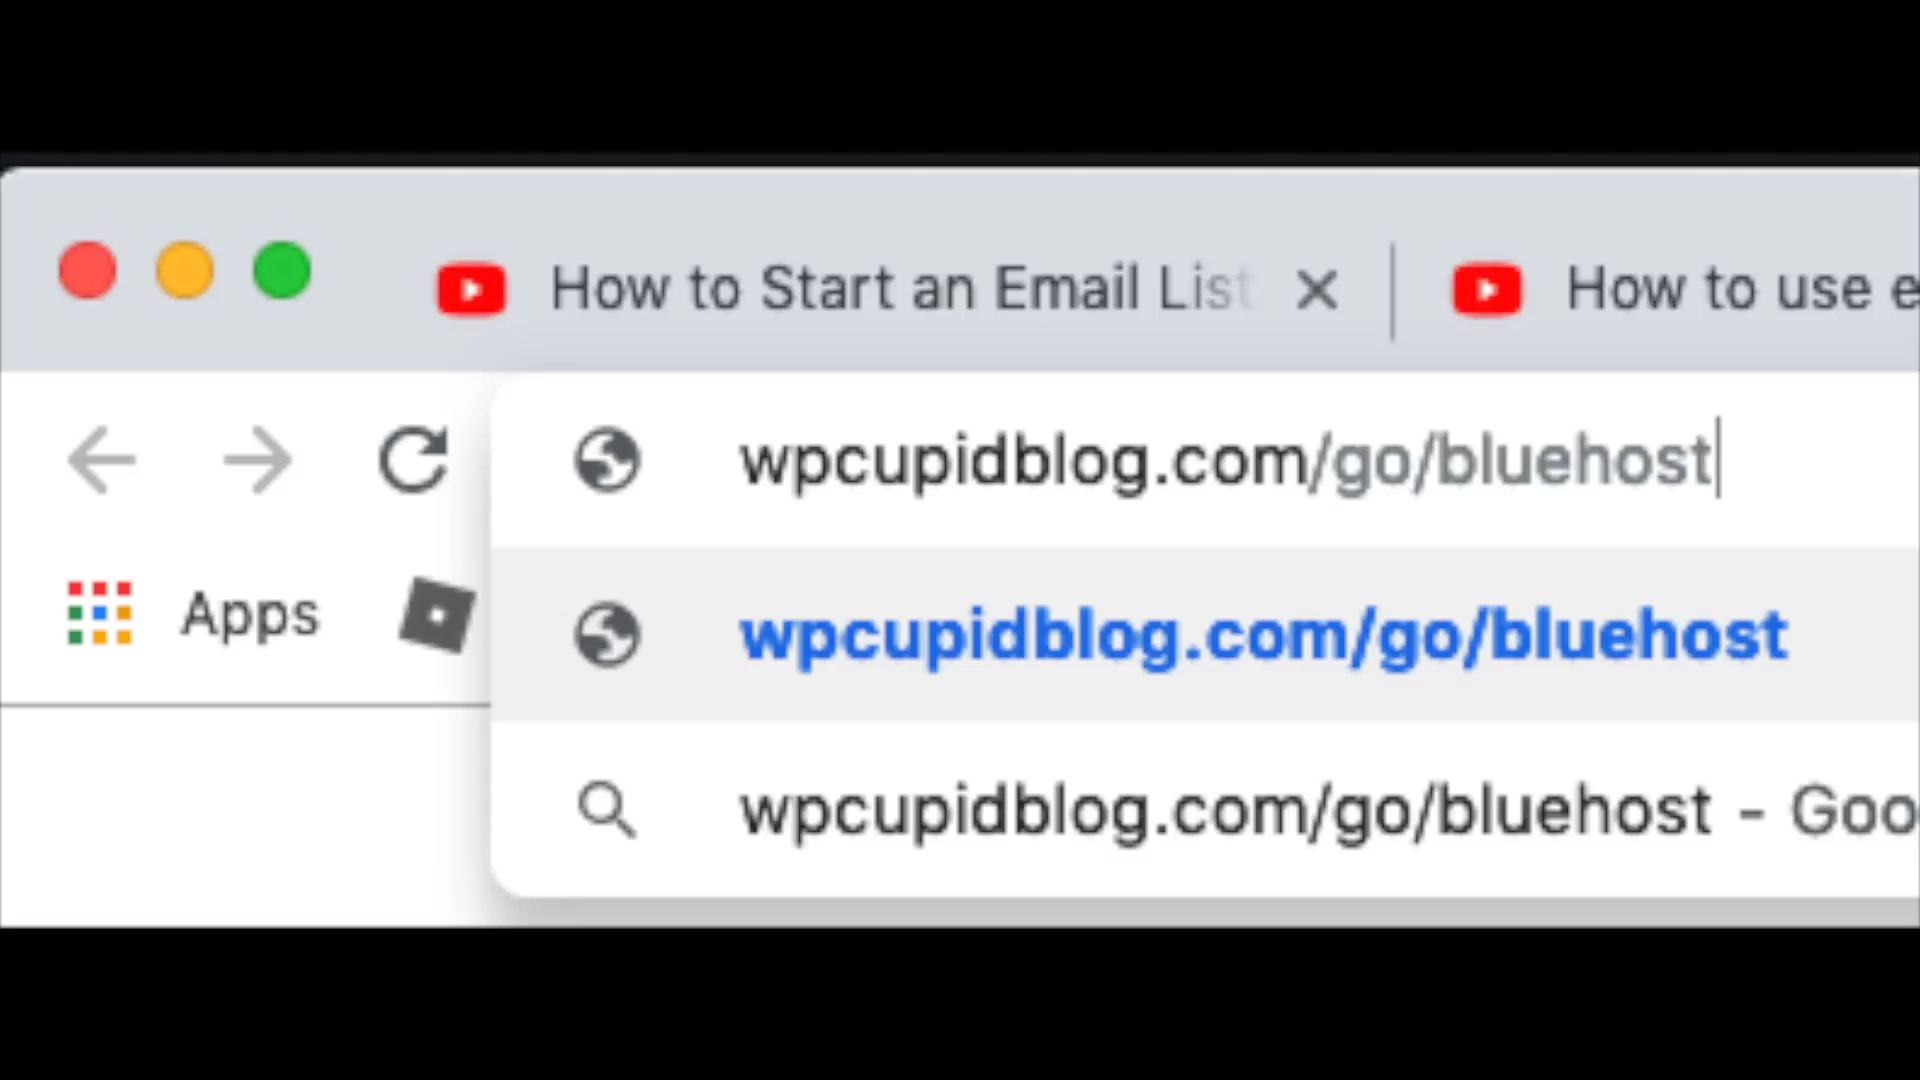 How to Start an Email List
How to use e
wpcupidblog.com/go/bluehost
Apps
wpcupidblog.com/go/bluehost
wpcupidblog.com/go/bluehost - Goo